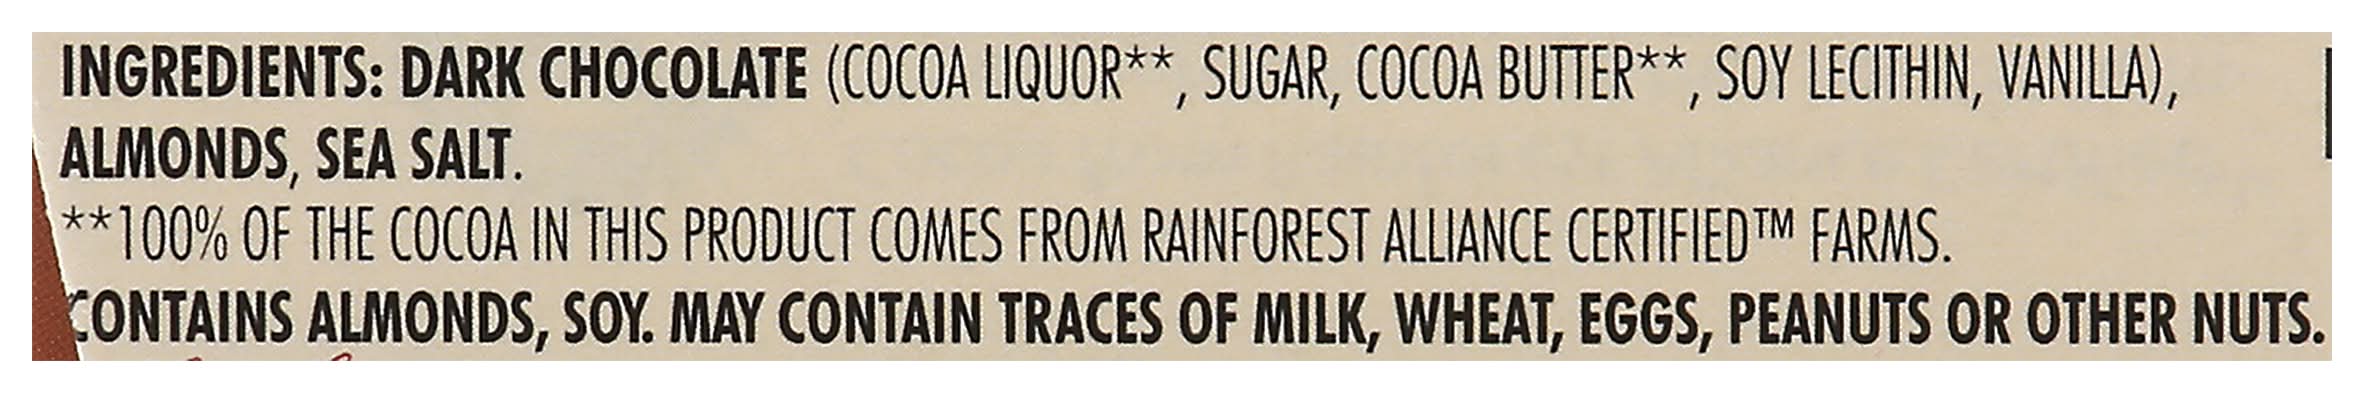 INGREDIENTS: DARK CHOCOLATE (COCOA LIQUOR**, SUGAR, COCOA BUTTER**, SOY LECITHIN, VANILLA),
ALMONDS, SEA SALT.
**100% OF THE COCOA IN THIS PRODUCT COMES FROM RAINFOREST ALLIANCE CERTIFIED™ FARMS.
CONTAINS ALMONDS, SOY. MAY CONTAIN TRACES OF MILK, WHEAT, EGGS, PEANUTS OR OTHER NUTS.